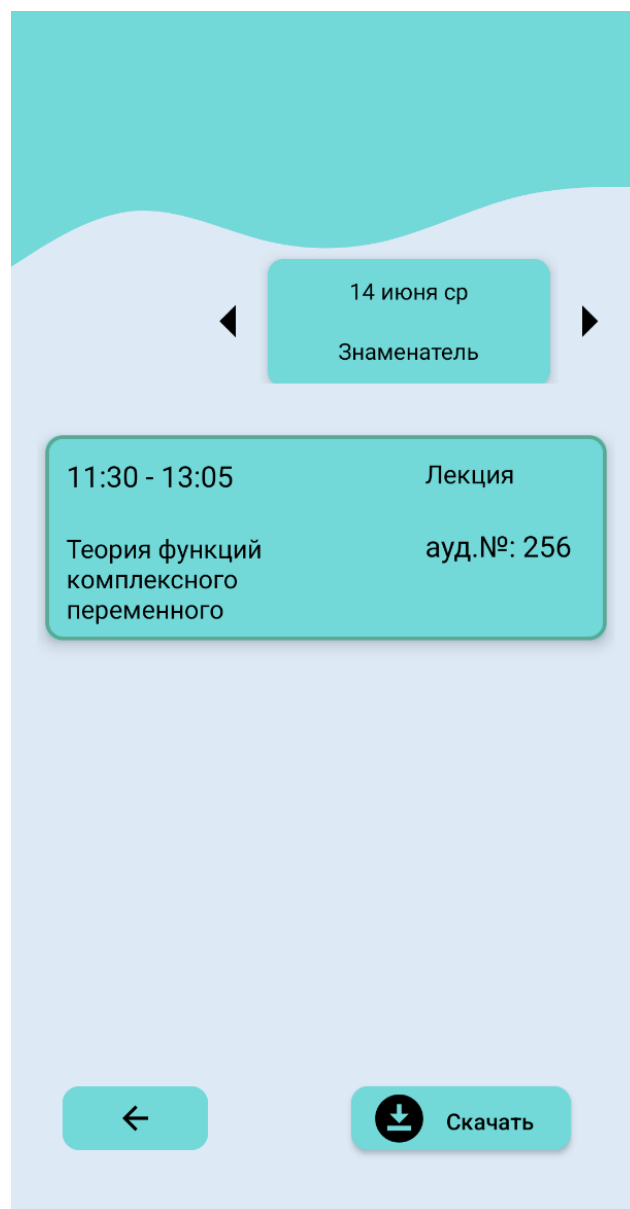 14 июня ср
Знаменатель
11:30 - 13:05
Лекция
Теория функций
комплексного
переменного
ауд.№: 256
Скачать